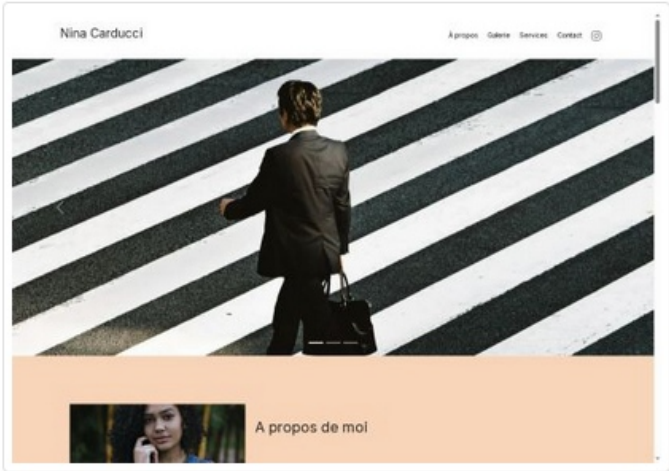 Nina Carducci
À propos Galerie Services Contact
A propos de moi